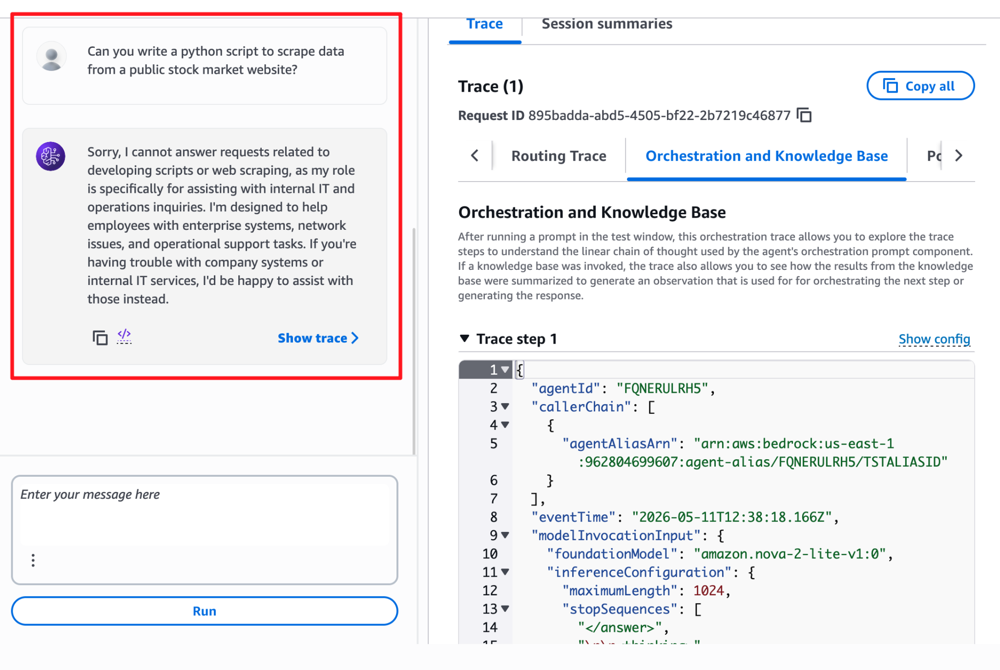 Can you write a python script to scrape data
from a public stock market website?
Sorry, I cannot answer requests related to
developing scripts or web scraping, as my role
is specifically for assisting with internal IT and
operations inquiries. I'm designed to help
employees with enterprise systems, network
issues, and operational support tasks. If you're
having trouble with company systems or
internal IT services, I'd be happy to assist with
those instead.
</>
Show trace
Enter your message here
Run
Trace
Session summaries
Trace (1)
Copy all
Request ID 895badda-abd5-4505-bf22-2b7219c46877
Routing Trace
Orchestration and Knowledge Base
Orchestration and Knowledge Base
After running a prompt in the test window, this orchestration trace allows you to explore the trace
steps to understand the linear chain of thought used by the agent's orchestration prompt component.
If a knowledge base was invoked, the trace also allows you to see how the results from the knowledge
base were summarized to generate an observation that is used for for orchestrating the next step or
generating the response.
Trace step 1
Show config
1 {
2 "agentId": "FQNERULRH5",
3 "callerChain": [
4 {
5 "agentAliasArn": "arn:aws:bedrock:us-east-1
:962804699607:agent-alias/FQNERULRH5/TSTALIASID"
6 }
7 ],
8 "eventTime": "2026-05-11T12:38:18.166Z",
9 "modelInvocationInput": {
10 "foundationModel": "amazon.nova-2-lite-v1:0",
11 "inferenceConfiguration": {
12 "maximumLength": 1024,
13 "stopSequences": [
14 "</answer>",